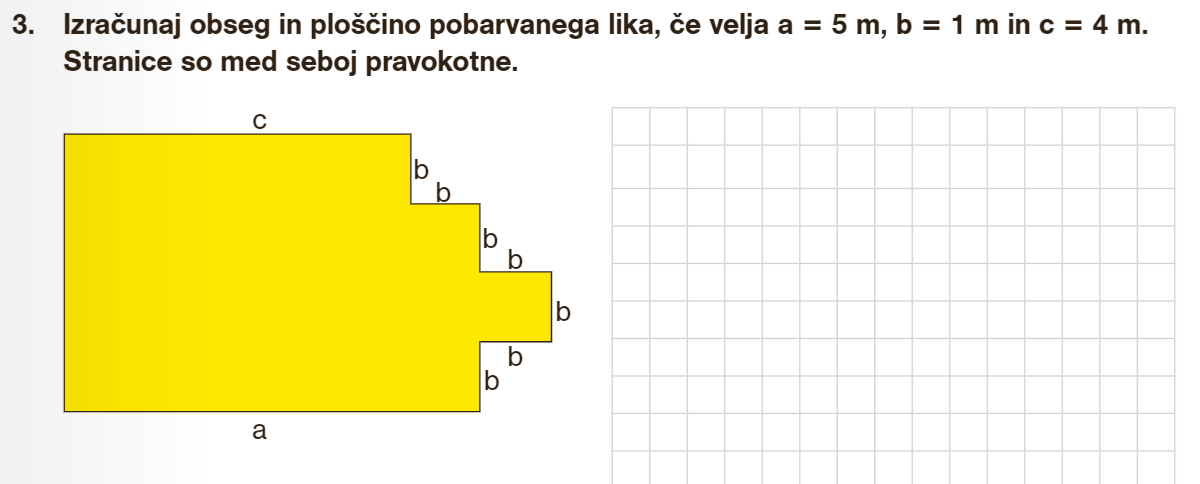 3. Izračunaj obseg in ploščino pobarvanega lika, če velja a = 5 m, b = 1 m in c = 4 m.
Stranice so med seboj pravokotne.
c
b
b
b
b
b
b
b
a